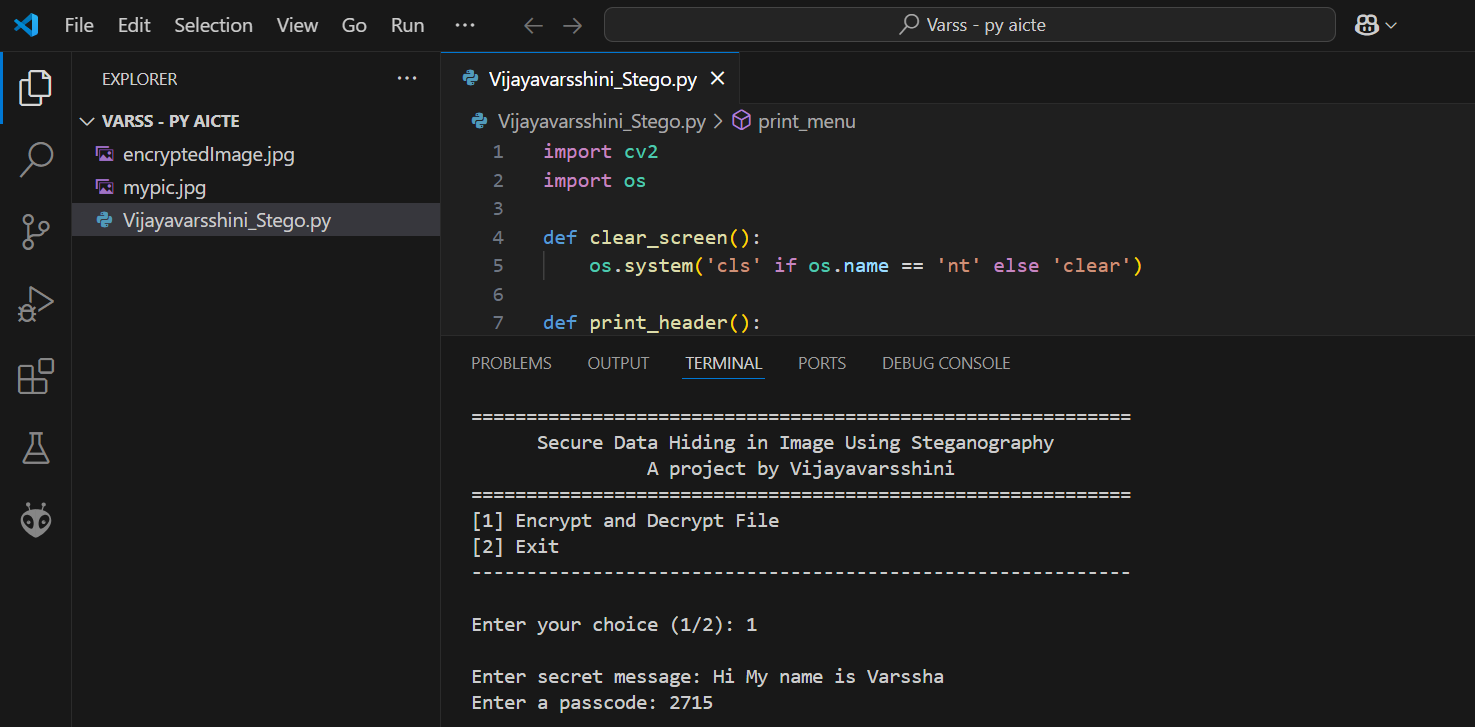 File Edit Selection View Go Run ... Varss - py aicte
EXPLORER ...
VARSS - PY AICTE
encryptedImage.jpg
mypic.jpg
Vijayavarsshini_Stego.py
Vijayavarsshini_Stego.py
Vijayavarsshini_Stego.py > print_menu
1 import cv2
2 import os
3
4 def clear_screen():
5 os.system('cls' if os.name == 'nt' else 'clear')
6
7 def print_header():
PROBLEMS OUTPUT TERMINAL PORTS DEBUG CONSOLE
============================================================
Secure Data Hiding in Image Using Steganography
A project by Vijayavarsshini
============================================================
[1] Encrypt and Decrypt File
[2] Exit
------------------------------------------------------------
Enter your choice (1/2): 1
Enter secret message: Hi My name is Varssha
Enter a passcode: 2715